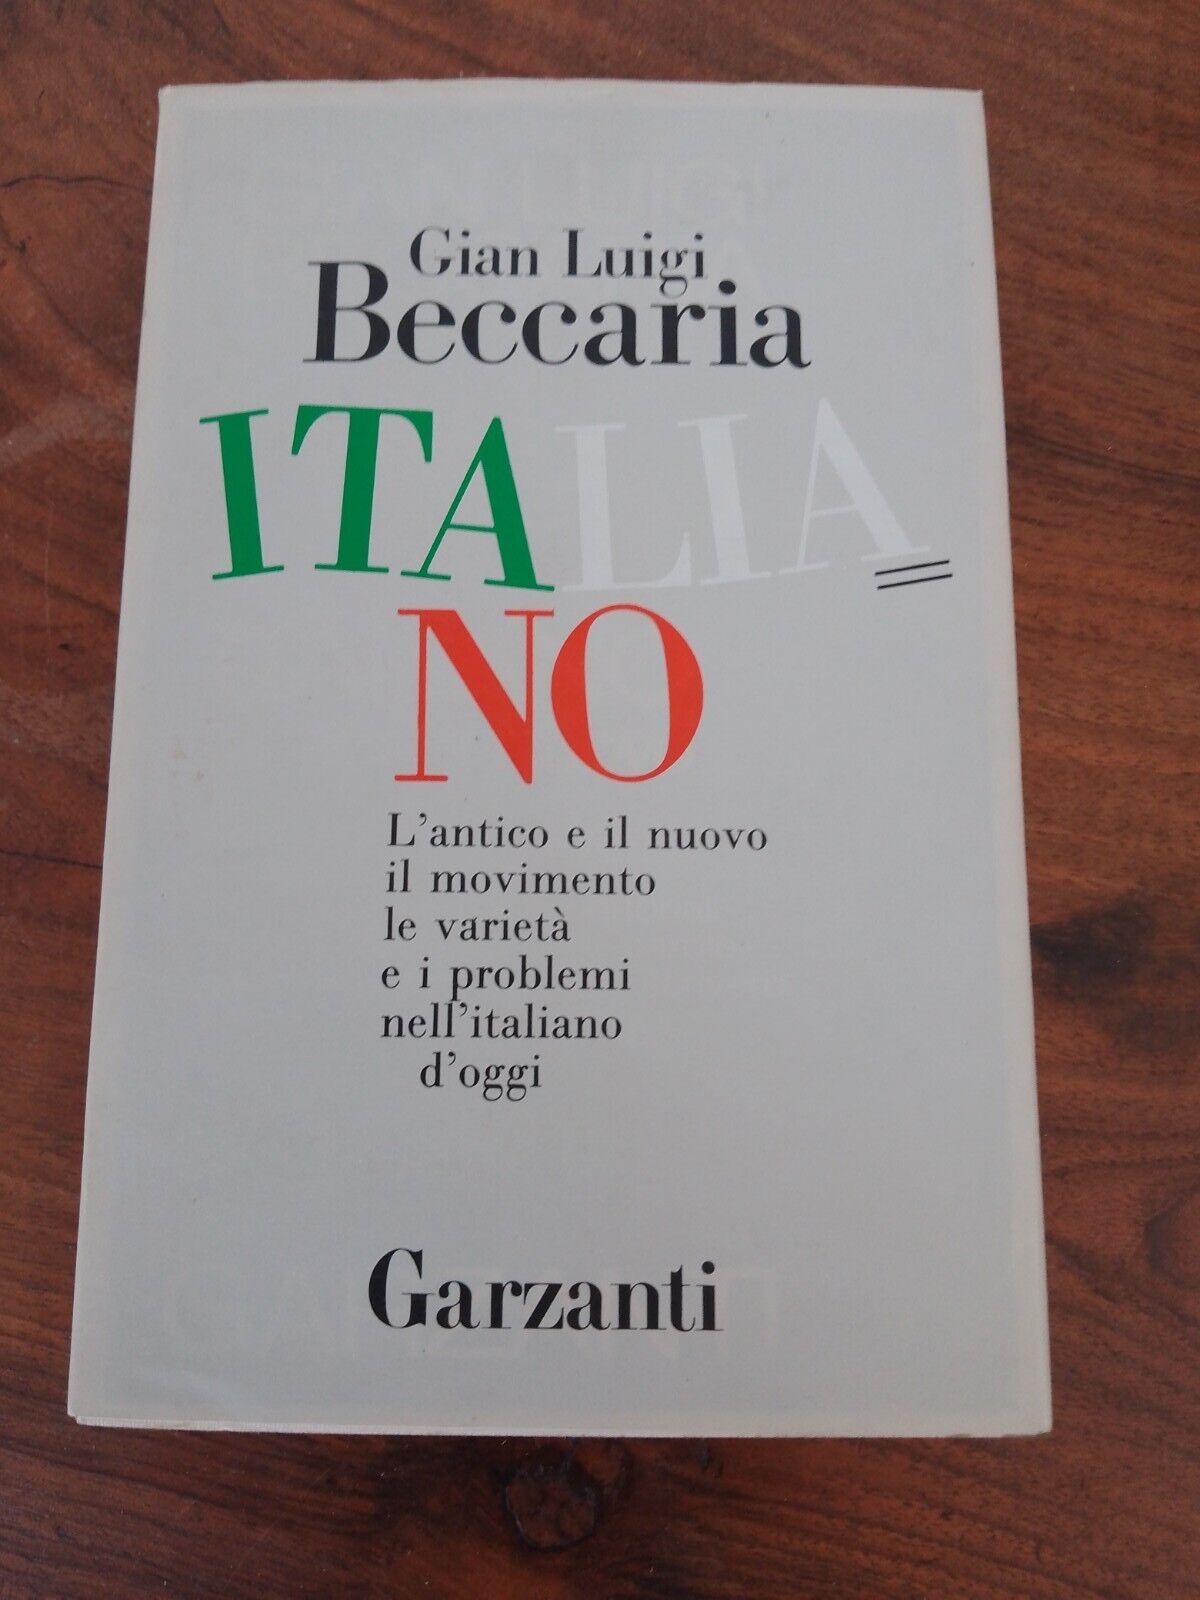 Gian Luigi
Beccaria
ITALIA=
NO
L'antico e il nuovo
il movimento
le varietà
e i problemi
nell'italiano
d'oggi
Garzanti